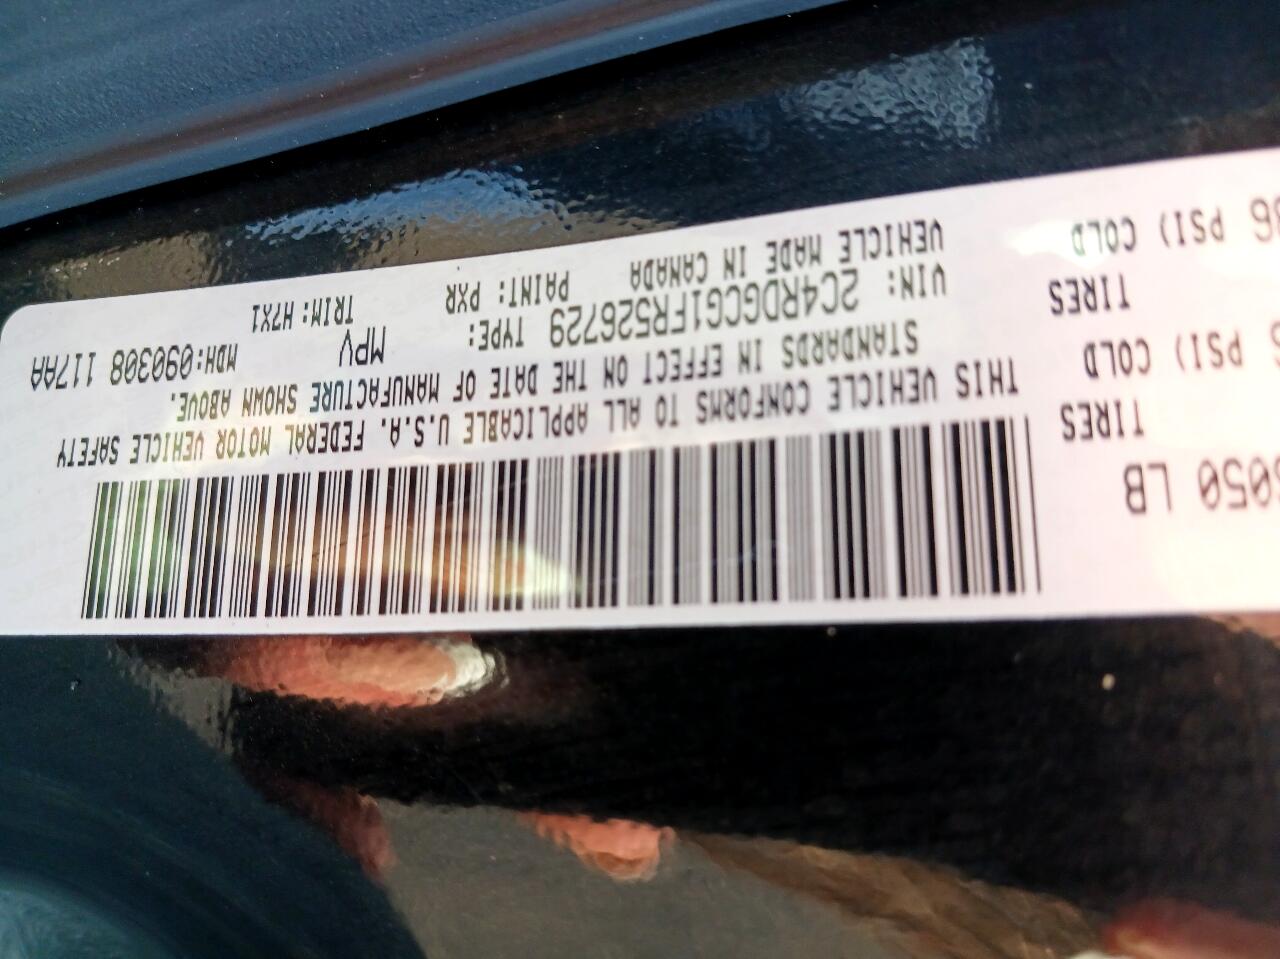 LB
TIRES
PSI) COLD
TIRES
PSI) COLD
THIS VEHICLE CONFORMS TO ALL APPLICABLE U.S.A. FEDERAL MOTOR VEHICLE SAFETY
STANDARDS IN EFFECT ON THE DATE OF MANUFACTURE SHOWN ABOVE.
VIN: 2C4RDGCG1FR526729 TYPE: MPV
VEHICLE MADE IN CANADA PAINT: PXR TRIM: H7X1 MDH:090308 117AA